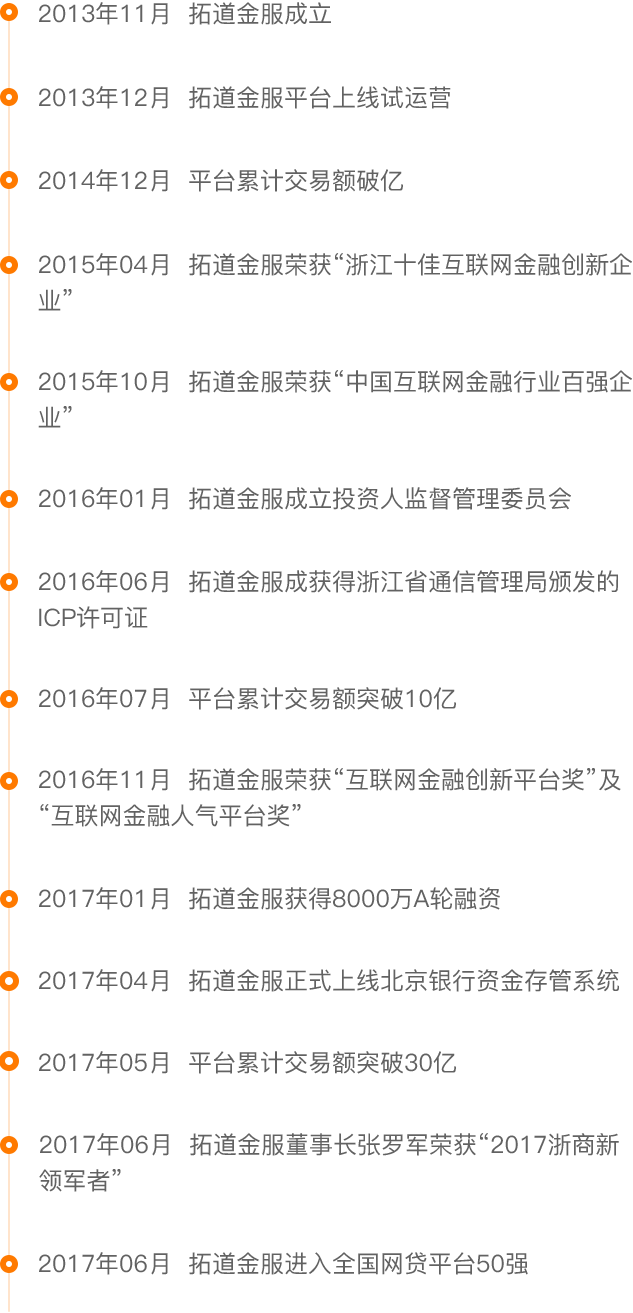 2013年11月 拓道金服成立
2013年12月 拓道金服平台上线试运营
2014年12月 平台累计交易额破亿
2015年04月 拓道金服荣获“浙江十佳互联网金融创新企
业”
2015年10月 拓道金服荣获“中国互联网金融行业百强企
业”
2016年01月 拓道金服成立投资人监督管理委员会
2016年06月 拓道金服成获得浙江省通信管理局颁发的
ICP许可证
2016年07月 平台累计交易额突破10亿
2016年11月 拓道金服荣获“互联网金融创新平台奖”及
“互联网金融人气平台奖”
2017年01月 拓道金服获得8000万A轮融资
2017年04月 拓道金服正式上线北京银行资金存管系统
2017年05月 平台累计交易额突破30亿
2017年06月 拓道金服董事长张罗军荣获“2017浙商新
领军者”
2017年06月 拓道金服进入全国网贷平台50强